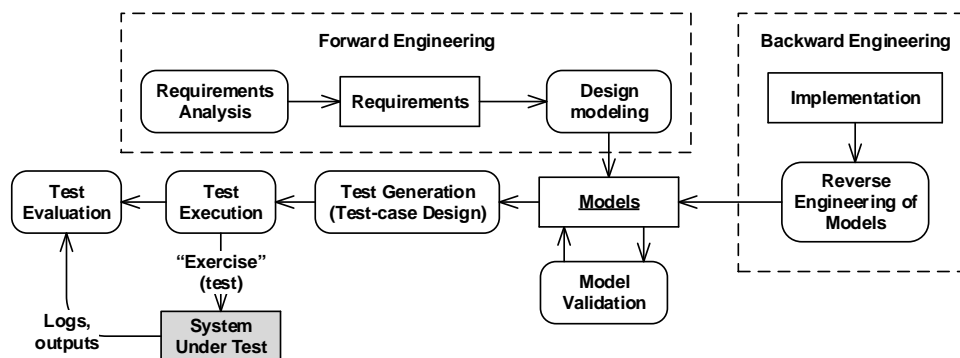 Forward Engineering
Backward Engineering
Requirements
Analysis
Requirements
Design
modeling
Implementation
Test
Evaluation
Test
Execution
Test Generation
(Test-case Design)
Models
Reverse
Engineering of
Models
“Exercise”
(test)
Model
Validation
Logs,
outputs
System
Under Test